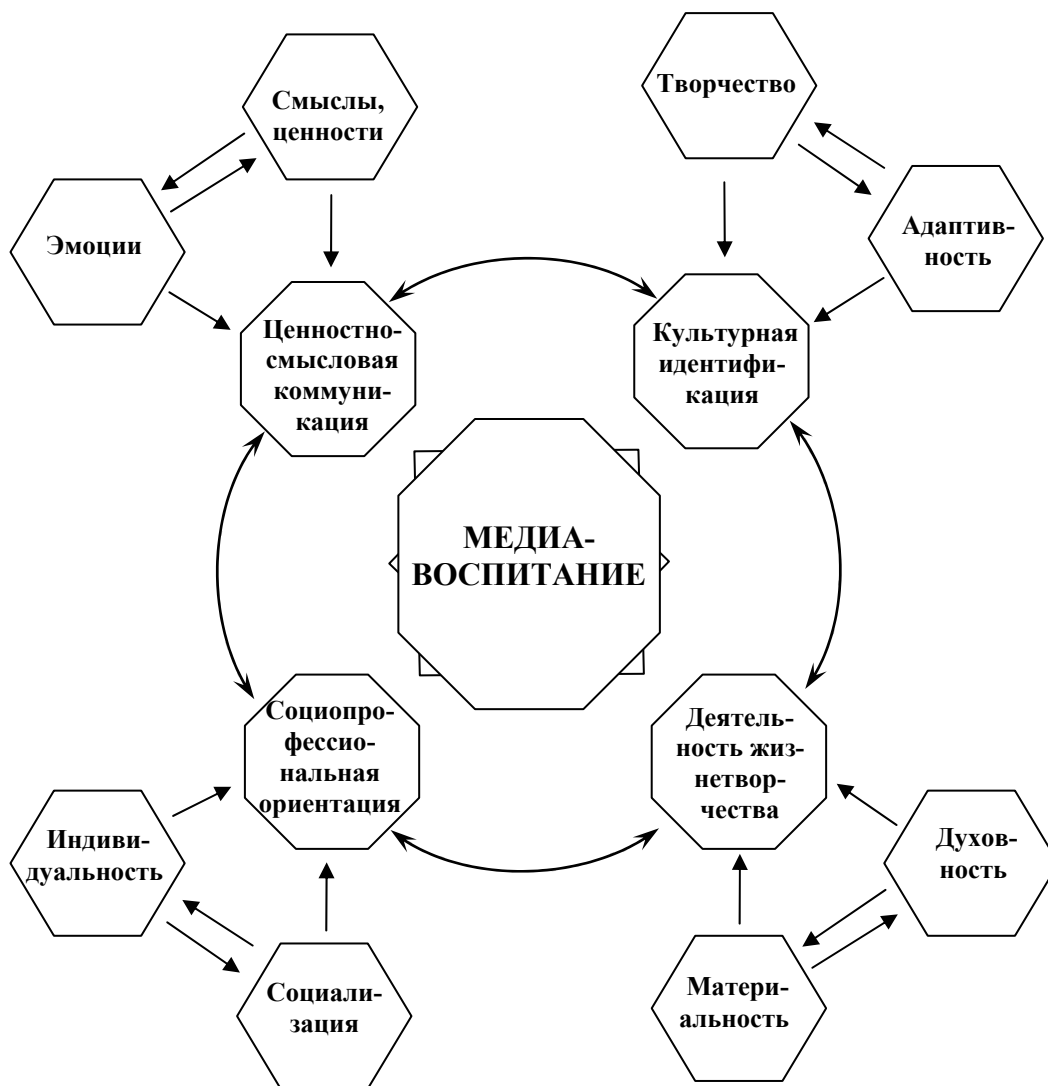 Смыслы,
ценности
Творчество
Эмоции
Адаптив-
ность
Ценностно-
смысловая
коммуни-
кация
Культурная
идентифи-
кация
МЕДИА-
ВОСПИТАНИЕ
Социопро-
фессио-
нальная
ориентация
Деятель-
ность жиз-
нетвор-
чества
Индиви-
дуальность
Духов-
ность
Социали-
зация
Матери-
альность